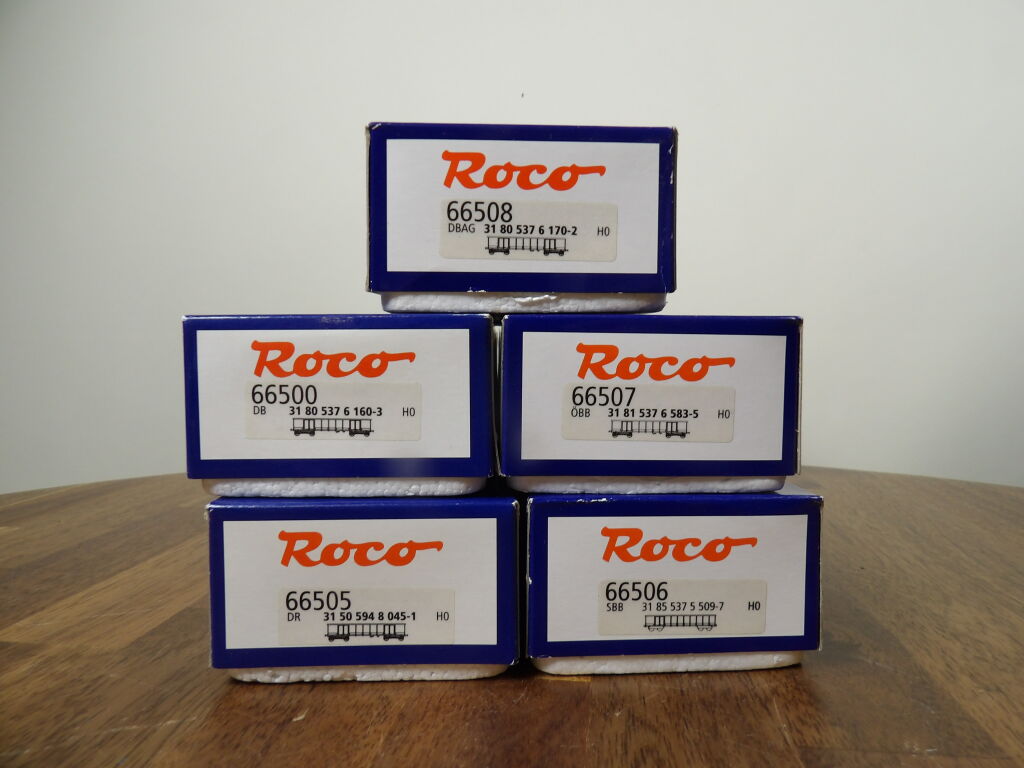 Roco
66508
DBAG 31 80 537 6 170-2 H0
Roco
66500
DB 31 80 537 6 160-3 H0
Roco
66507
ÖBB 31 81 537 6 583-5 H0
Roco
66505
DR 31 50 594 8 045-1 H0
Roco
66506
SBB 31 85 537 5 509-7 H0